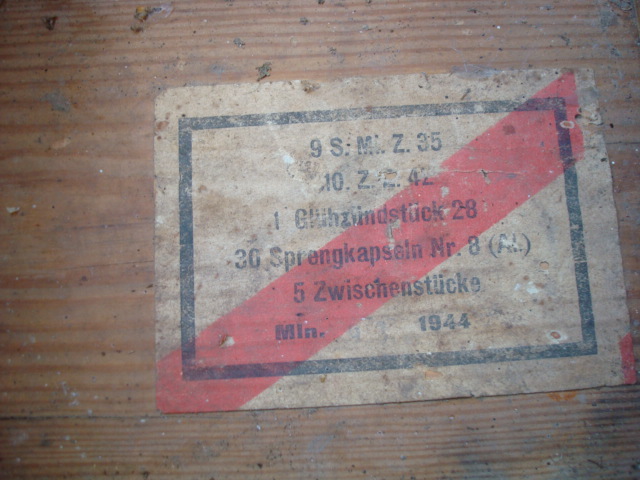 9 S. Mi. Z. 35
10. Z. Z. 42
1 Glühzündstück 28
30 Sprengkapseln Nr. 8 (Al.)
5 Zwischenstücke
Min. 1944